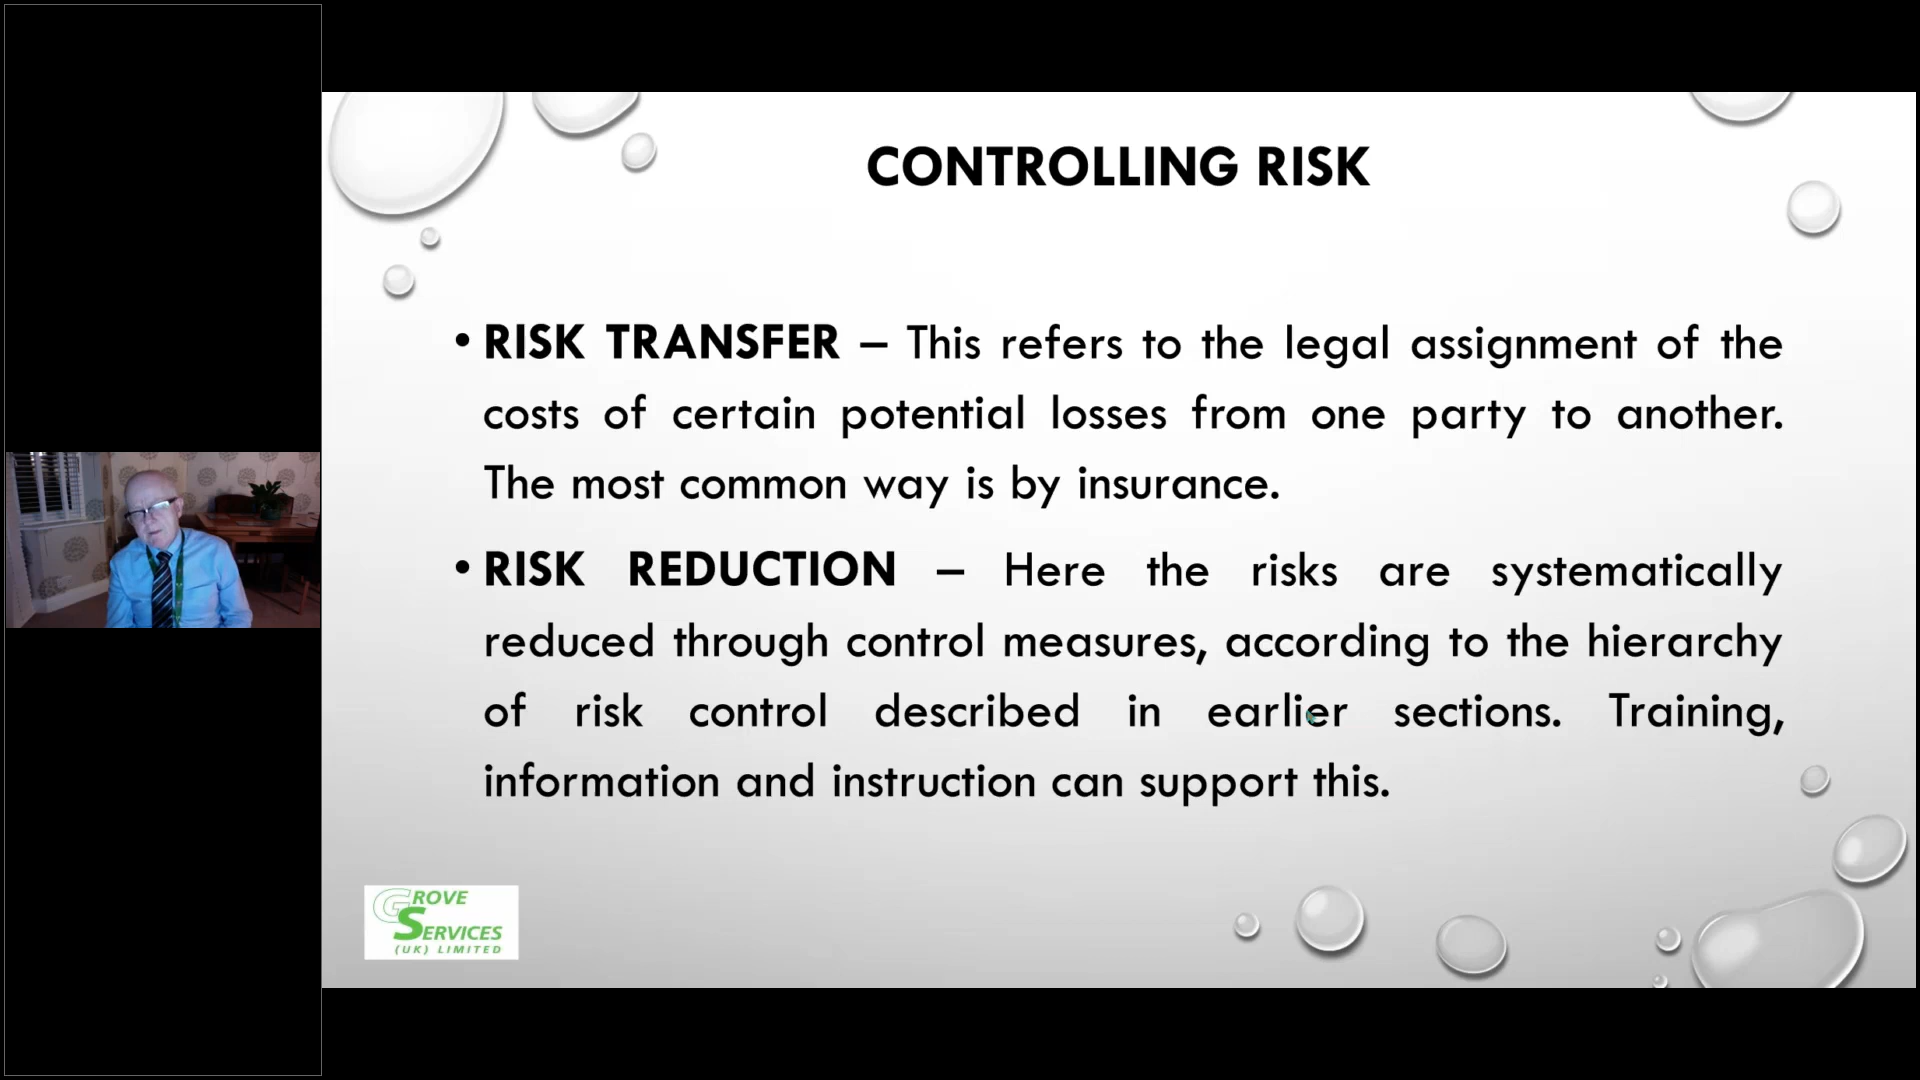 CONTROLLING RISK
• RISK TRANSFER – This refers to the legal assignment of the
costs of certain potential losses from one party to another.
The most common way is by insurance.
• RISK REDUCTION – Here the risks are systematically
reduced through control measures, according to the hierarchy
of risk control described in earlier sections. Training,
information and instruction can support this.
GROVE
SERVICES
(UK) LIMITED